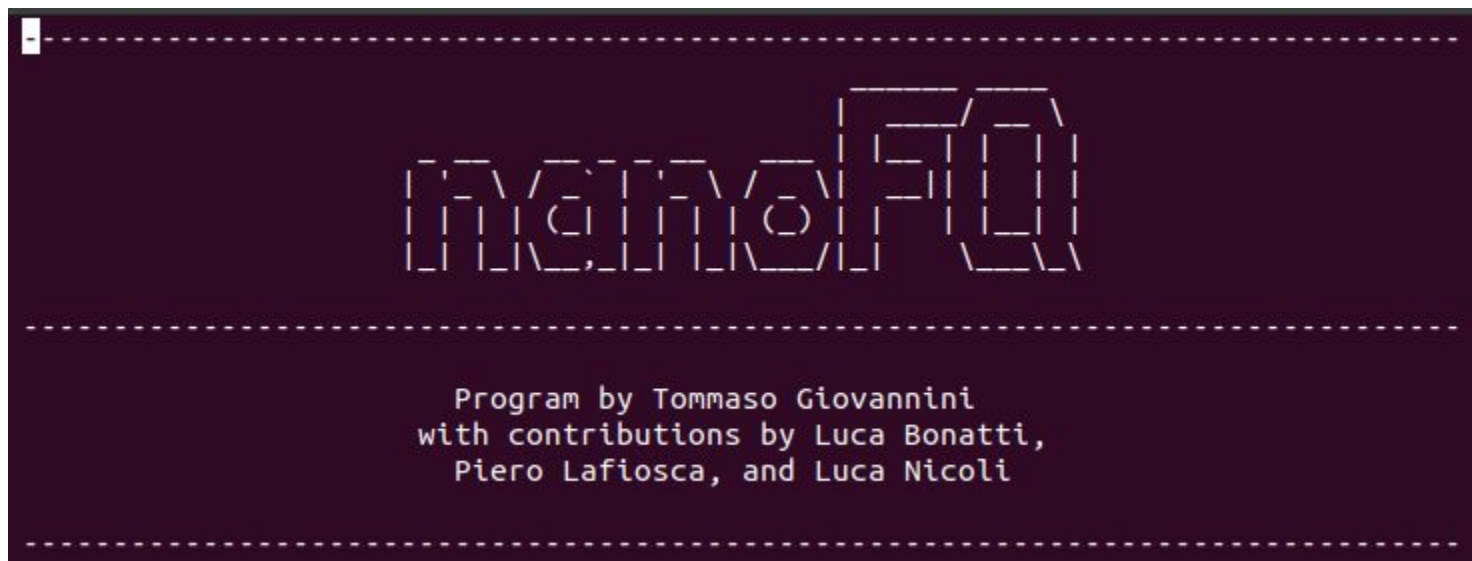 nanoFQ
Program by Tommaso Giovannini
with contributions by Luca Bonatti,
Piero Lafiosca, and Luca Nicoli